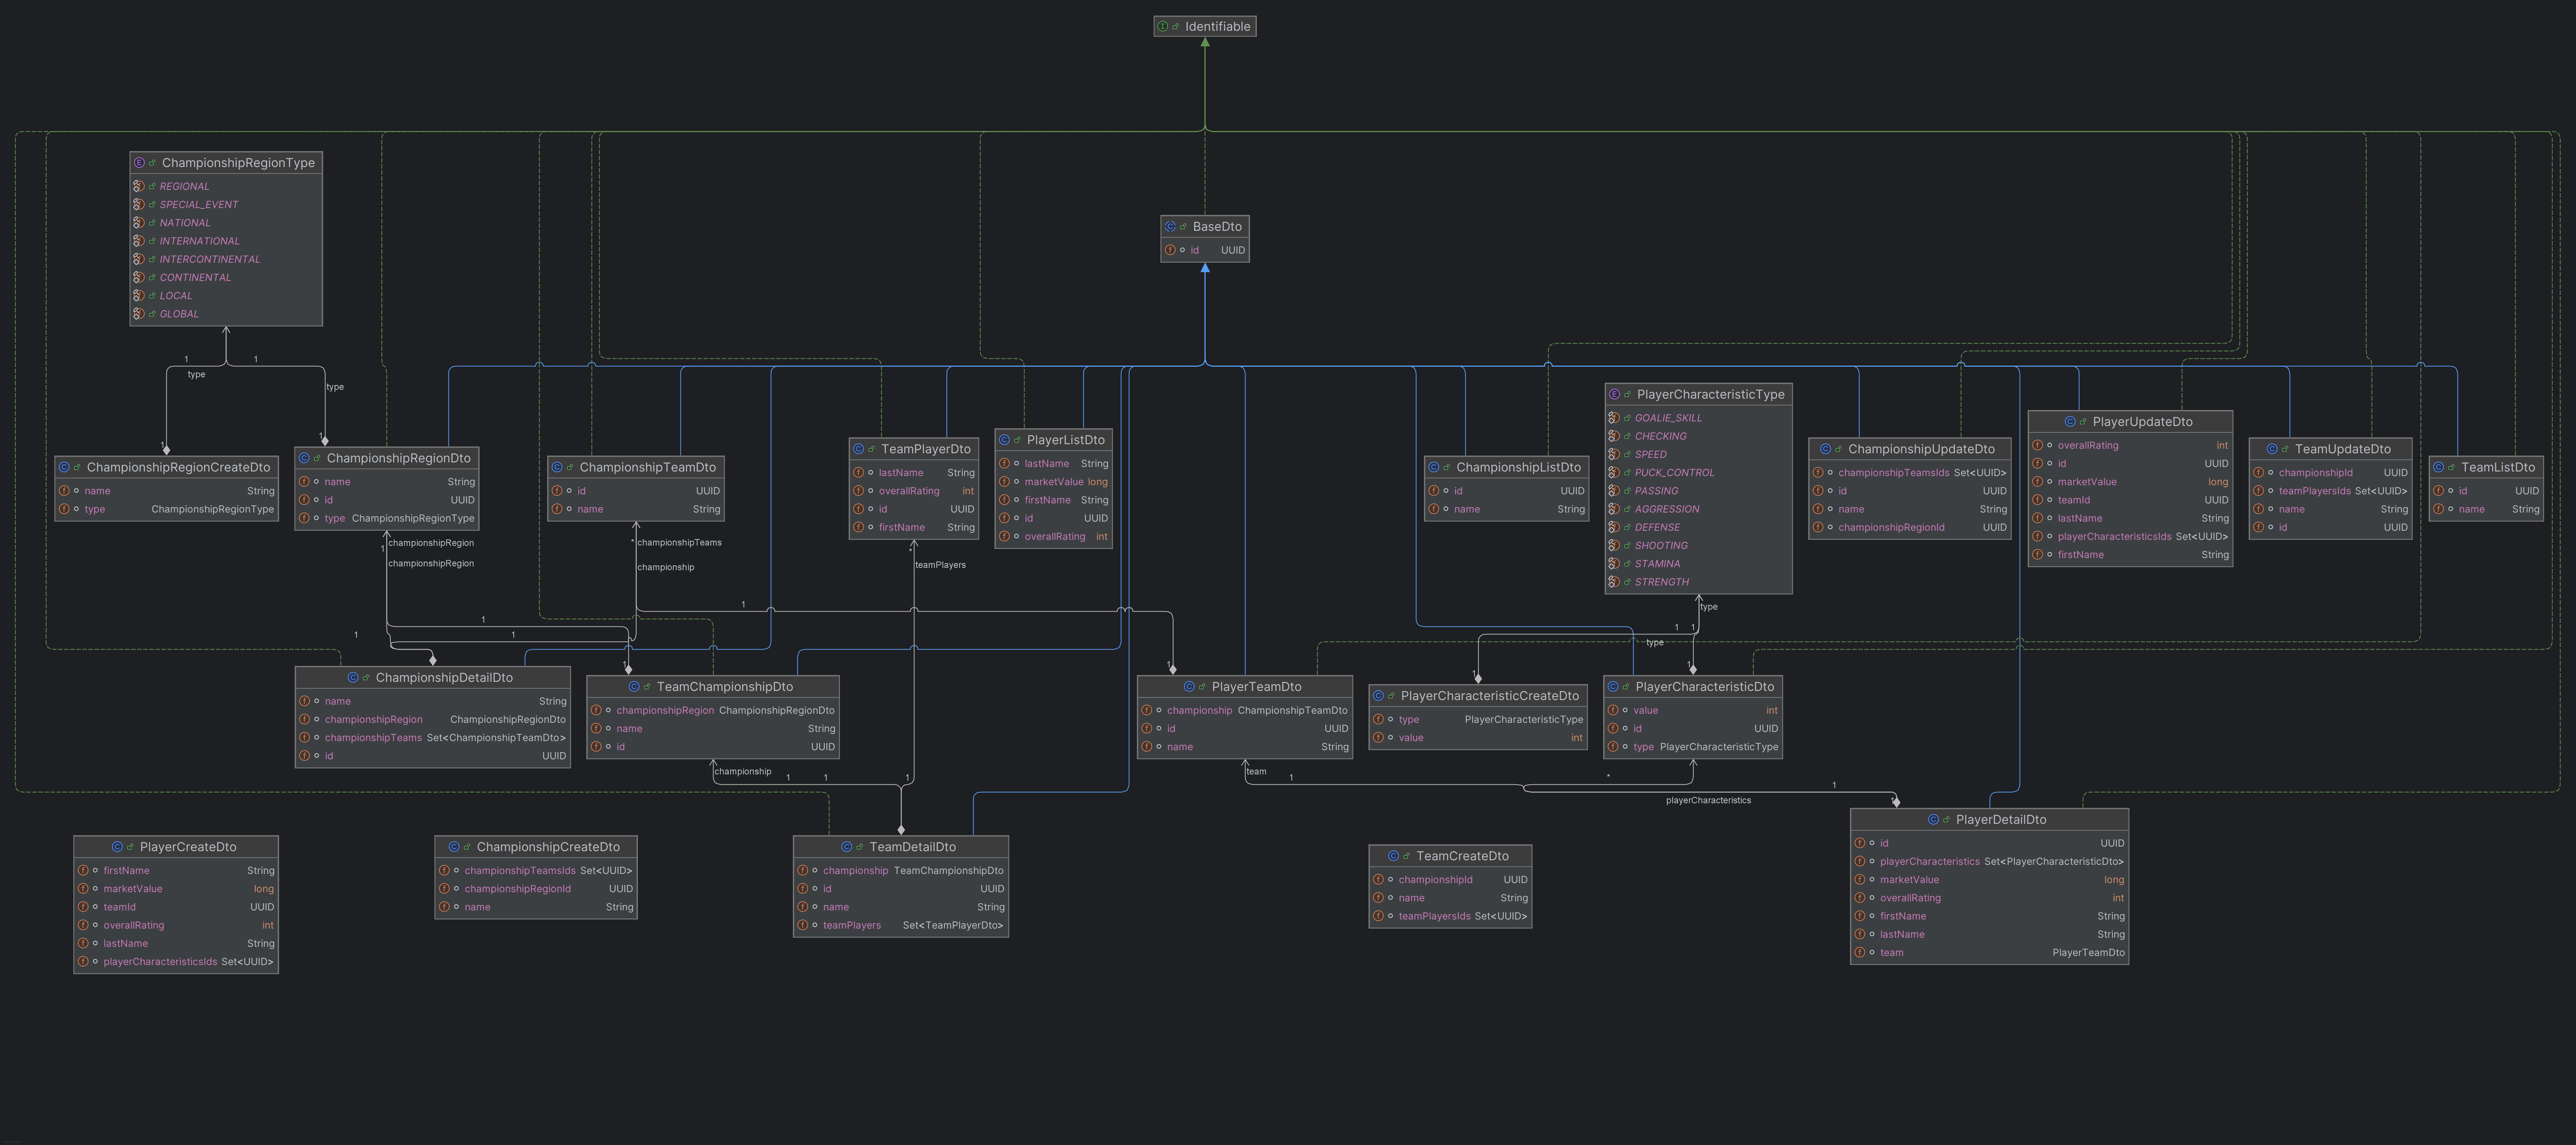 Identifiable
ChampionshipRegionType
REGIONAL
SPECIAL_EVENT
NATIONAL
INTERNATIONAL
INTERCONTINENTAL
CONTINENTAL
LOCAL
GLOBAL
BaseDto
id UUID
1 1
type
type
1
1
PlayerCharacteristicType
GOALIE_SKILL
CHECKING
SPEED
PUCK_CONTROL
PASSING
AGGRESSION
DEFENSE
SHOOTING
STAMINA
STRENGTH
ChampionshipRegionCreateDto
name String
type ChampionshipRegionType
ChampionshipRegionDto
name String
id UUID
type ChampionshipRegionType
ChampionshipTeamDto
id UUID
name String
TeamPlayerDto
lastName String
overallRating int
id UUID
firstName String
PlayerListDto
lastName String
marketValue long
firstName String
id UUID
overallRating int
ChampionshipListDto
id UUID
name String
ChampionshipUpdateDto
championshipTeamsIds Set<UUID>
id UUID
name String
championshipRegionId UUID
PlayerUpdateDto
overallRating int
id UUID
marketValue long
teamId UUID
lastName String
playerCharacteristicsIds Set<UUID>
firstName String
TeamUpdateDto
championshipId UUID
teamPlayersIds Set<UUID>
name String
id UUID
TeamListDto
id UUID
name String
championshipRegion
1
championshipRegion
* championshipTeams
championship
*
teamPlayers
1
1
1
1
1
1
type
1 1
type
1
1
ChampionshipDetailDto
name String
championshipRegion ChampionshipRegionDto
championshipTeams Set<ChampionshipTeamDto>
id UUID
TeamChampionshipDto
championshipRegion ChampionshipRegionDto
name String
id UUID
PlayerTeamDto
championship ChampionshipTeamDto
id UUID
name String
PlayerCharacteristicCreateDto
type PlayerCharacteristicType
value int
PlayerCharacteristicDto
value int
id UUID
type PlayerCharacteristicType
championship
1 1 1
team
1 * 1
playerCharacteristics
1
PlayerCreateDto
firstName String
marketValue long
teamId UUID
overallRating int
lastName String
playerCharacteristicsIds Set<UUID>
ChampionshipCreateDto
championshipTeamsIds Set<UUID>
championshipRegionId UUID
name String
TeamDetailDto
championship TeamChampionshipDto
id UUID
name String
teamPlayers Set<TeamPlayerDto>
TeamCreateDto
championshipId UUID
name String
teamPlayersIds Set<UUID>
PlayerDetailDto
id UUID
playerCharacteristics Set<PlayerCharacteristicDto>
marketValue long
overallRating int
firstName String
lastName String
team PlayerTeamDto